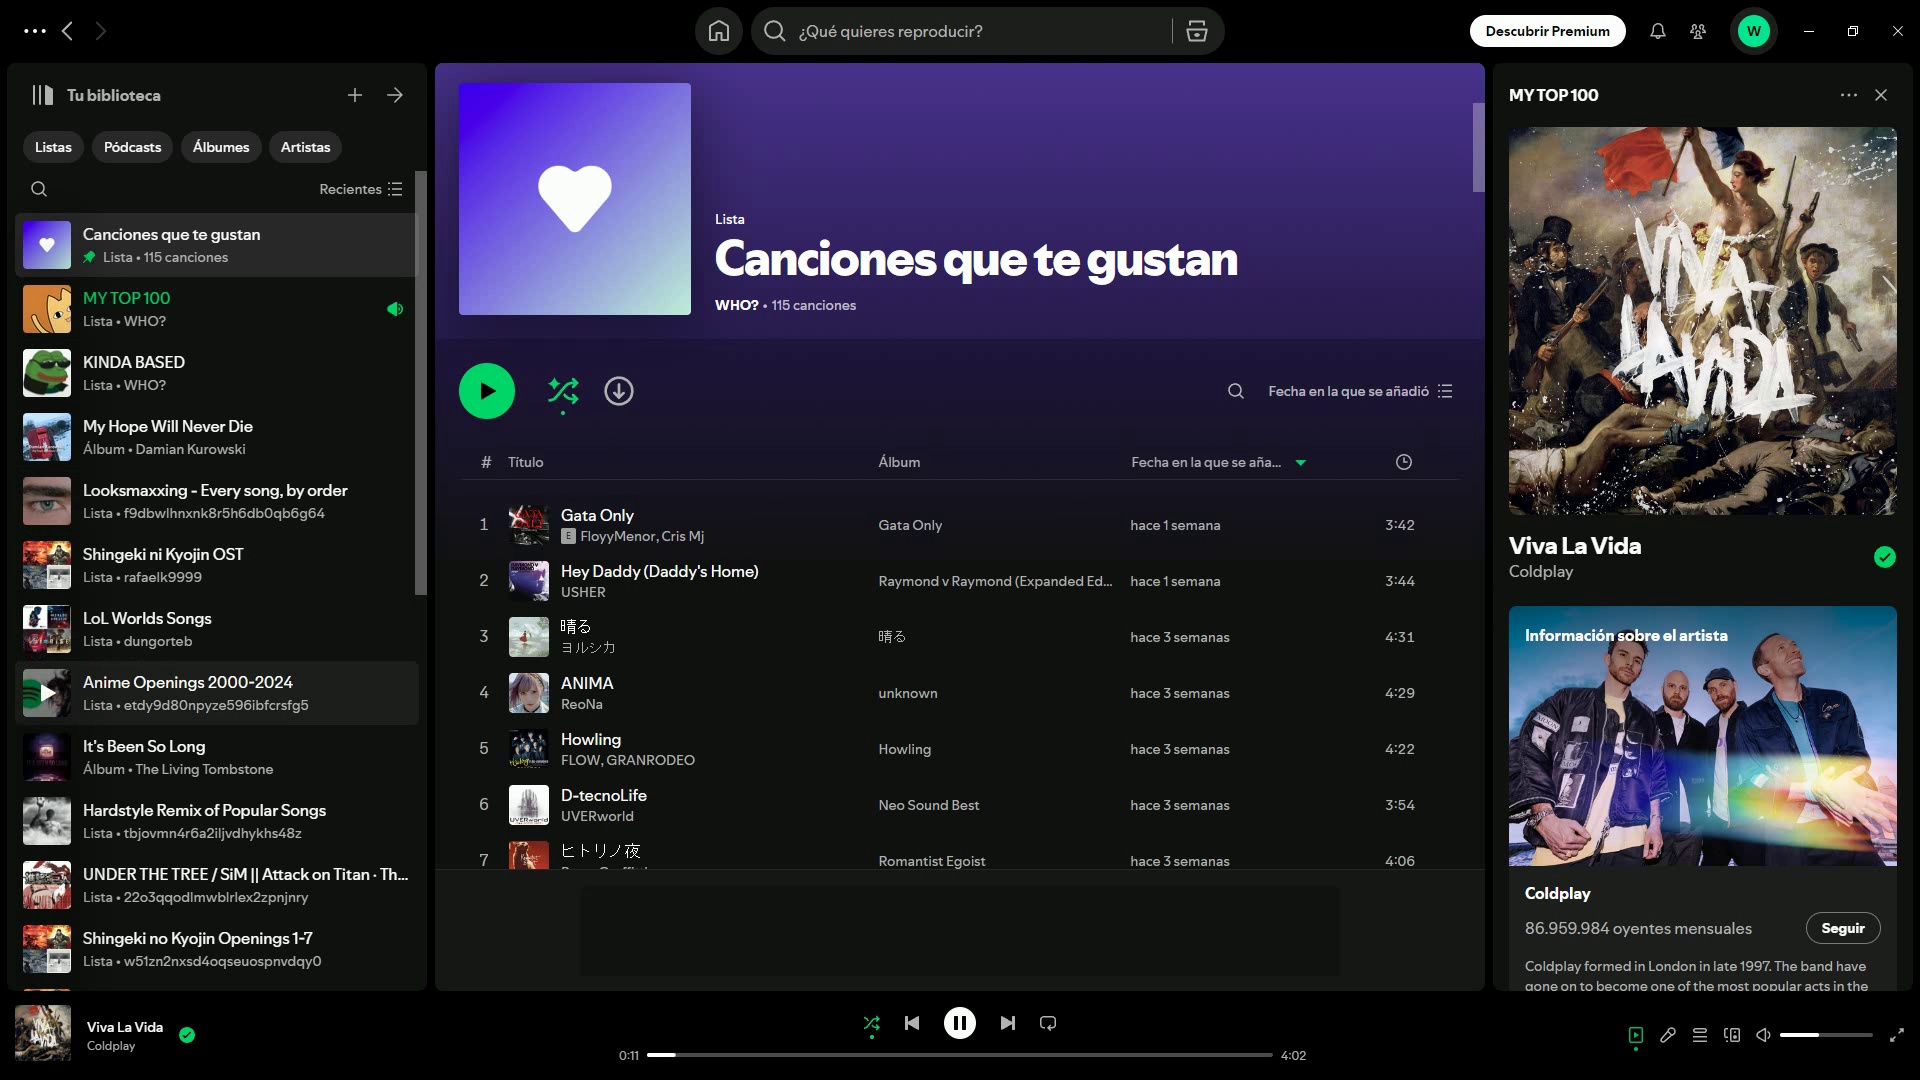 ¿Qué quieres reproducir?
Descubrir Premium
W
Tu biblioteca
Listas
Pódcasts
Álbumes
Artistas
Recientes
Canciones que te gustan
Lista • 115 canciones
MY TOP 100
Lista • WHO?
KINDA BASED
Lista • WHO?
My Hope Will Never Die
Álbum • Damian Kurowski
Looksmaxxing - Every song, by order
Lista • f9dbwlhnxnk8r5h6db0qb6g64
Shingeki ni Kyojin OST
Lista • rafaelk9999
LoL Worlds Songs
Lista • dungorteb
Anime Openings 2000-2024
Lista • etdy9d80npyze596ibfcrsfg5
It's Been So Long
Álbum • The Living Tombstone
Hardstyle Remix of Popular Songs
Lista • tbjovmn4r6a2iljvdhykhs48z
UNDER THE TREE / SiM || Attack on Titan · Th...
Lista • 22o3qqodlmwblrlex2zpnjnry
Shingeki no Kyojin Openings 1-7
Lista • w51zn2nxsd4oqseuospnvdqy0
Lista
Canciones que te gustan
WHO? • 115 canciones
Fecha en la que se añadió
# Título Álbum Fecha en la que se aña...
1 Gata Only Gata Only hace 1 semana 3:42
E FloyyMenor, Cris Mj
2 Hey Daddy (Daddy's Home) Raymond v Raymond (Expanded Ed... hace 1 semana 3:44
USHER
3 晴る 晴る hace 3 semanas 4:31
ヨルシカ
4 ANIMA unknown hace 3 semanas 4:29
ReoNa
5 Howling Howling hace 3 semanas 4:22
FLOW, GRANRODEO
6 D-tecnoLife Neo Sound Best hace 3 semanas 3:54
UVERworld
7 ヒトリノ夜 Romantist Egoist hace 3 semanas 4:06
MY TOP 100
VIVA
LA VIDA
Viva La Vida
Coldplay
Información sobre el artista
Coldplay
86.959.984 oyentes mensuales
Seguir
Coldplay formed in London in late 1997. The band have
gone on to become one of the most popular acts in the
Viva La Vida
Coldplay
0:11
4:02